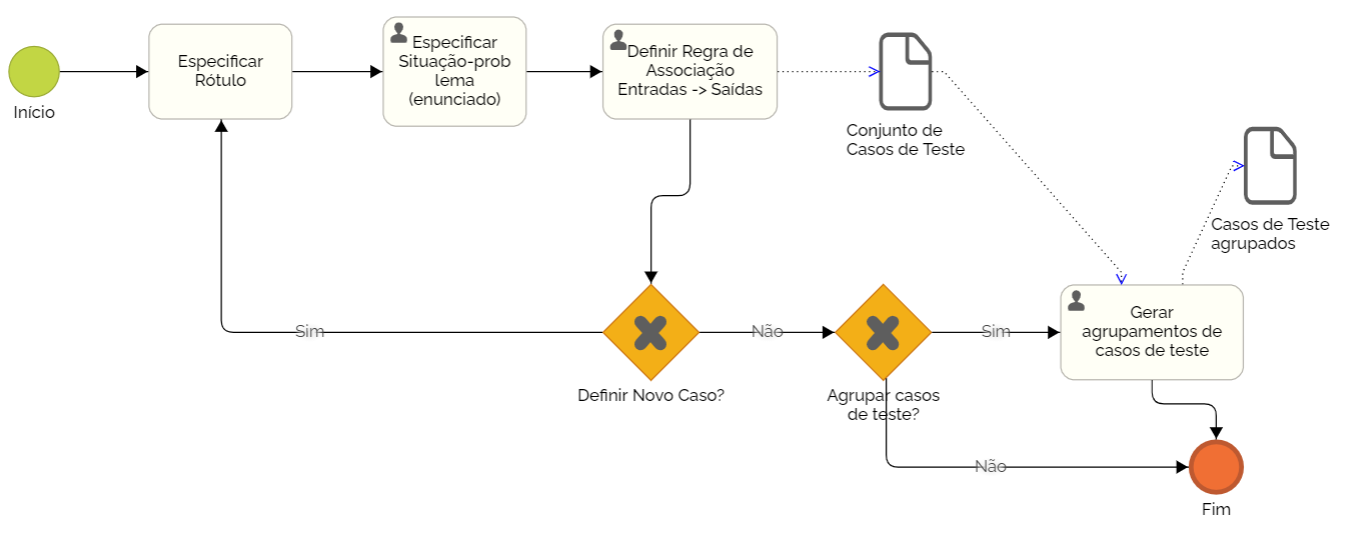 Início
Especificar
Rótulo
Especificar
Situação-prob
lema
(enunciado)
Definir Regra de
Associação
Entradas -> Saídas
Conjunto de
Casos de Teste
Casos de Teste
agrupados
Gerar
agrupamentos de
casos de teste
Sim
Não
Sim
Definir Novo Caso?
Agrupar casos
de teste?
Não
Fim